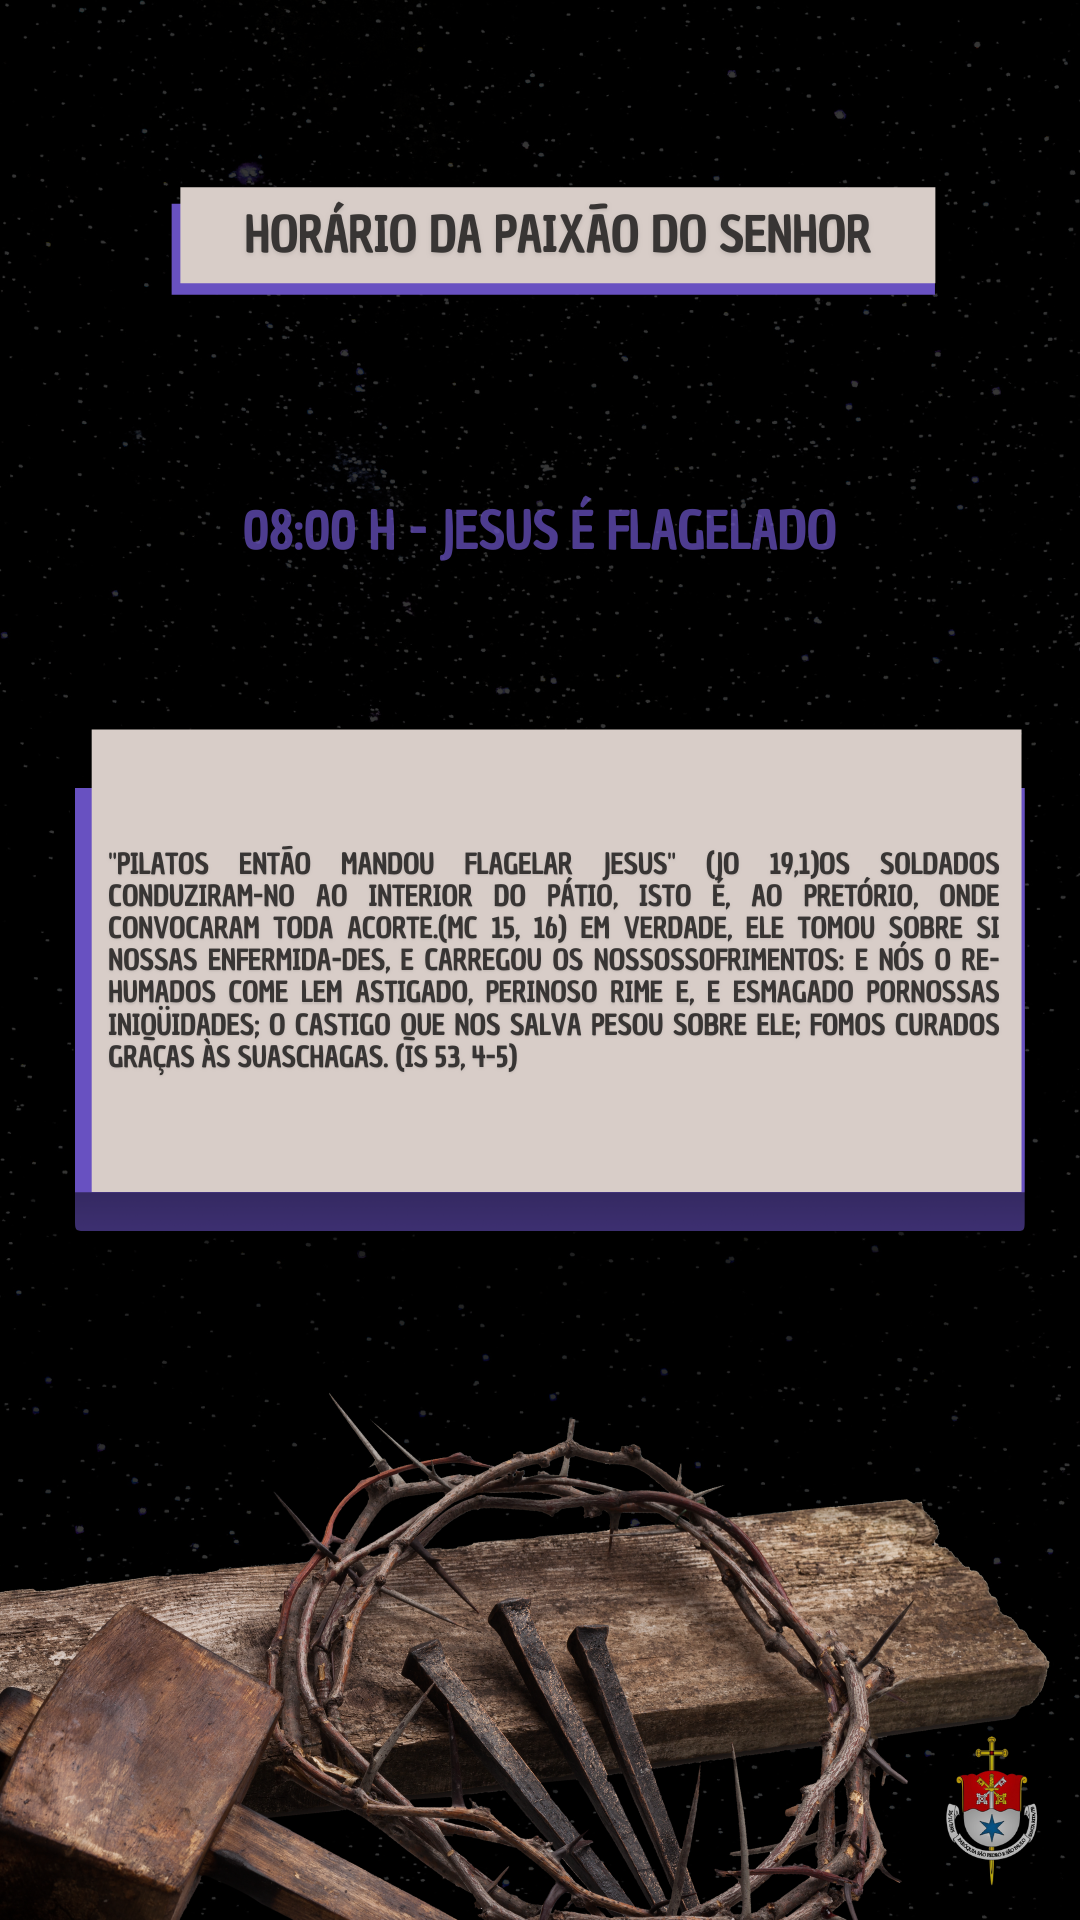 HORÁRIO DA PAIXÃO DO SENHOR
08:00 H - JESUS É FLAGELADO
"PILATOS ENTÃO MANDOU FLAGELAR JESUS" (JO 19,1)OS SOLDADOS
CONDUZIRAM-NO AO INTERIOR DO PÁTIO, ISTO É, AO PRETÓRIO, ONDE
CONVOCARAM TODA ACORTE.(MC 15, 16) EM VERDADE, ELE TOMOU SOBRE SI
NOSSAS ENFERMIDA-DES, E CARREGOU OS NOSSOSSOFRIMENTOS: E NÓS O RE-
HUMADOS COME LEM ASTIGADO, PERINOSO RIME E, E ESMAGADO PORNOSSAS
INIQÜIDADES; O CASTIGO QUE NOS SALVA PESOU SOBRE ELE; FOMOS CURADOS
GRAÇAS ÀS SUASCHAGAS. (IS 53, 4-5)
PARÓQUIA SÃO PEDRO E SÃO PAULO